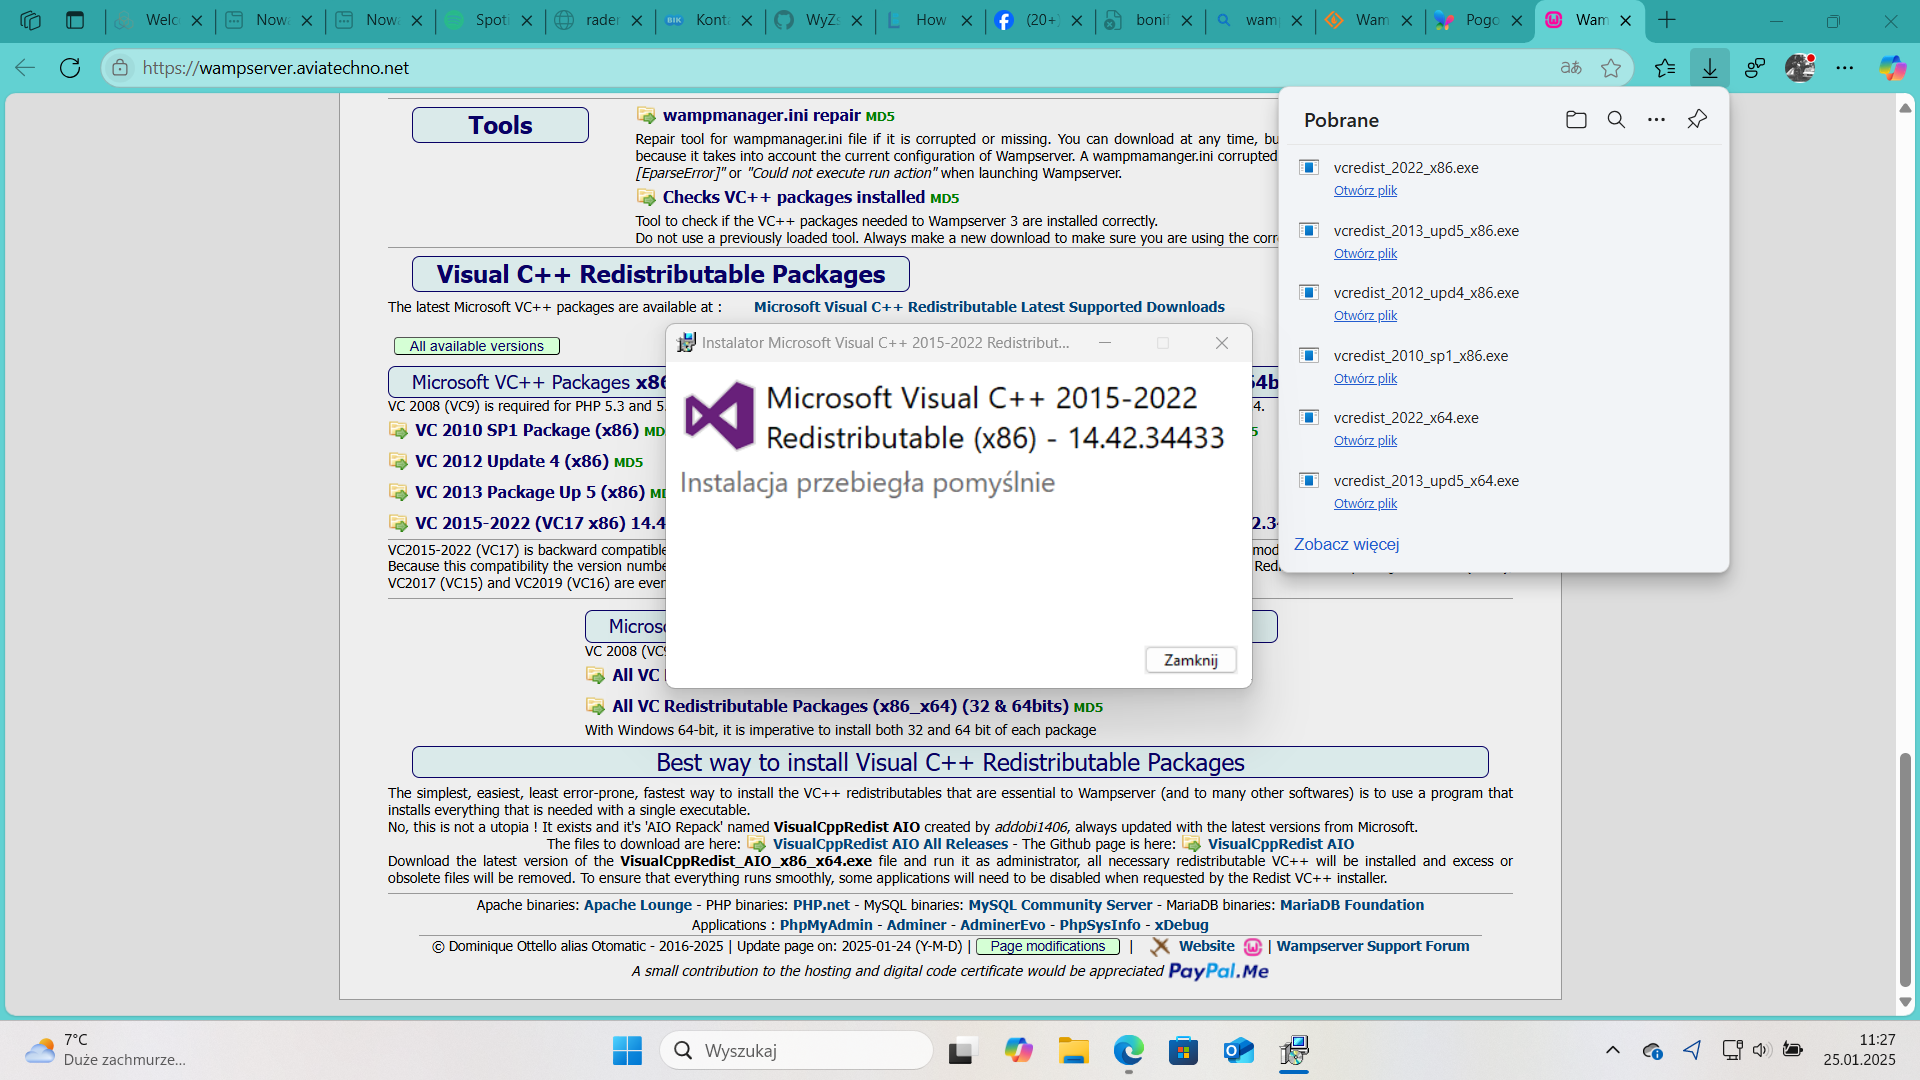 Welc
Nowa
Nowa
Spoti
rader
BIK
Konta
WyZs
How
(20+)
bonif
wamp
Wam
Pogo
Wam
https://wampserver.aviatechno.net
Tools
wampmanager.ini repair MD5
Repair tool for wampmanager.ini file if it is corrupted or missing. You can download at any time, bu
because it takes into account the current configuration of Wampserver. A wampmamanger.ini corrupted
[EparseError]" or "Could not execute run action" when launching Wampserver.
Checks VC++ packages installed MD5
Tool to check if the VC++ packages needed to Wampserver 3 are installed correctly.
Do not use a previously loaded tool. Always make a new download to make sure you are using the corr
Visual C++ Redistributable Packages
The latest Microsoft VC++ packages are available at : Microsoft Visual C++ Redistributable Latest Supported Downloads
All available versions
Microsoft VC++ Packages x86
64b
VC 2008 (VC9) is required for PHP 5.3 and 5
4.
VC 2010 SP1 Package (x86) MD
5
VC 2012 Update 4 (x86) MD5
VC 2013 Package Up 5 (x86) MD
VC 2015-2022 (VC17 x86) 14.4
2.34
VC2015-2022 (VC17) is backward compatible
mod
Because this compatibility the version numbe
Redi
VC2017 (VC15) and VC2019 (VC16) are ever
Microso
VC 2008 (VC9
All VC
All VC Redistributable Packages (x86_x64) (32 & 64bits) MD5
With Windows 64-bit, it is imperative to install both 32 and 64 bit of each package
Best way to install Visual C++ Redistributable Packages
The simplest, easiest, least error-prone, fastest way to install the VC++ redistributables that are essential to Wampserver (and to many other softwares) is to use a program that
installs everything that is needed with a single executable.
No, this is not a utopia ! It exists and it's 'AIO Repack' named VisualCppRedist AIO created by addobi1406, always updated with the latest versions from Microsoft.
The files to download are here: VisualCppRedist AIO All Releases - The Github page is here: VisualCppRedist AIO
Download the latest version of the VisualCppRedist_AIO_x86_x64.exe file and run it as administrator, all necessary redistributable VC++ will be installed and excess or
obsolete files will be removed. To ensure that everything runs smoothly, some applications will need to be disabled when requested by the Redist VC++ installer.
Apache binaries: Apache Lounge - PHP binaries: PHP.net - MySQL binaries: MySQL Community Server - MariaDB binaries: MariaDB Foundation
Applications : PhpMyAdmin - Adminer - AdminerEvo - PhpSysInfo - xDebug
© Dominique Ottello alias Otomatic - 2016-2025 | Update page on: 2025-01-24 (Y-M-D) | Page modifications | Website | Wampserver Support Forum
A small contribution to the hosting and digital code certificate would be appreciated PayPal.Me
Instalator Microsoft Visual C++ 2015-2022 Redistribut...
Microsoft Visual C++ 2015-2022
Redistributable (x86) - 14.42.34433
Instalacja przebiegła pomyślnie
Zamknij
Pobrane
vcredist_2022_x86.exe
Otwórz plik
vcredist_2013_upd5_x86.exe
Otwórz plik
vcredist_2012_upd4_x86.exe
Otwórz plik
vcredist_2010_sp1_x86.exe
Otwórz plik
vcredist_2022_x64.exe
Otwórz plik
vcredist_2013_upd5_x64.exe
Otwórz plik
Zobacz więcej
7°C
Duże zachmurze...
Wyszukaj
11:27
25.01.2025